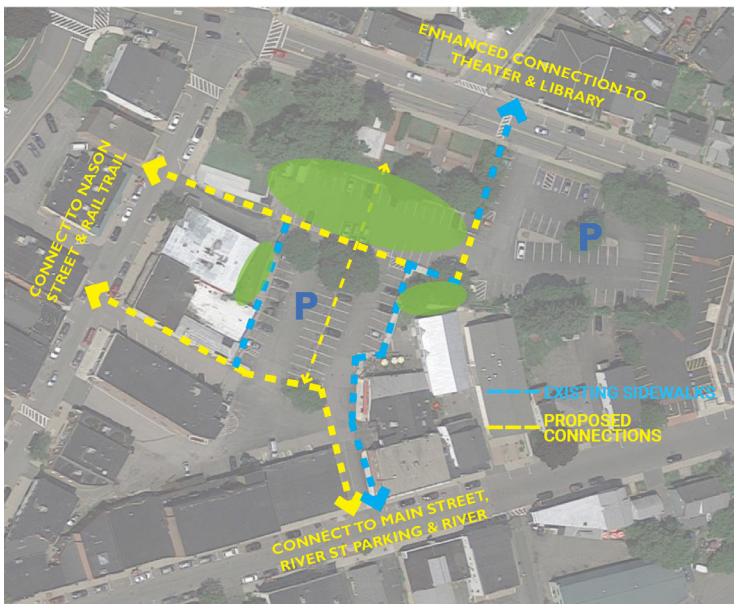 ENHANCED CONNECTION TO
THEATER & LIBRARY
CONNECT TO NASON
STREET & RAIL TRAIL
P
P
EXISTING SIDEWALKS
PROPOSED
CONNECTIONS
CONNECT TO MAIN STREET,
RIVER ST PARKING & RIVER